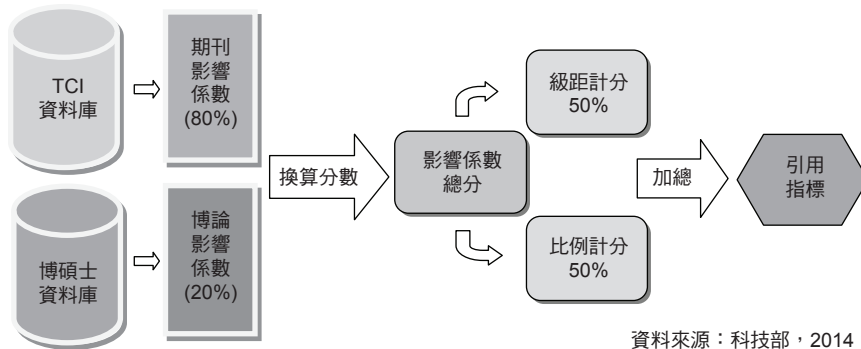 TCI
資料庫
期刊
影響
係數
(80%)
博碩士
資料庫
博論
影響
係數
(20%)
換算分數
影響係數
總分
級距計分
50%
比例計分
50%
加總
引用
指標
資料來源：科技部，2014